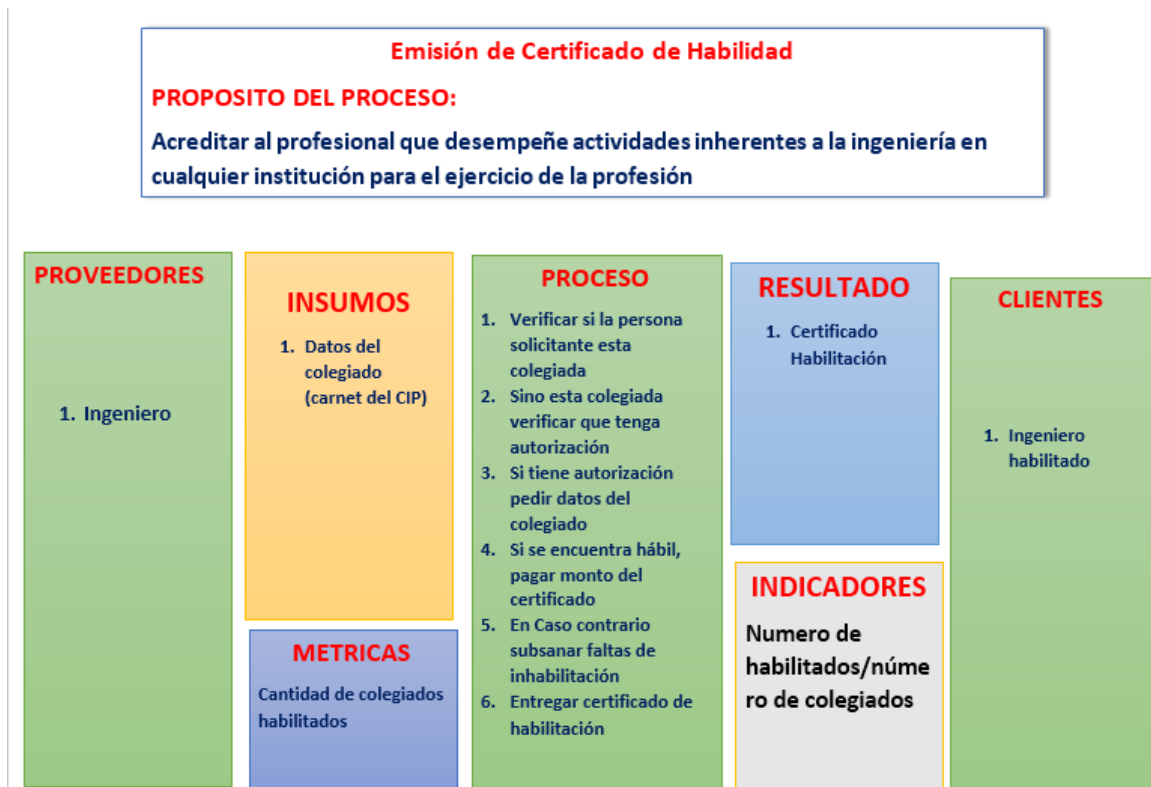 Emisión de Certificado de Habilidad
PROPOSITO DEL PROCESO:
Acreditar al profesional que desempeñe actividades inherentes a la ingeniería en
cualquier institución para el ejercicio de la profesión
PROVEEDORES
1. Ingeniero
INSUMOS
1. Datos del
colegiado
(carnet del CIP)
METRICAS
Cantidad de colegiados
habilitados
PROCESO
1. Verificar si la persona
solicitante esta
colegiada
2. Sino esta colegiada
verificar que tenga
autorización
3. Si tiene autorización
pedir datos del
colegiado
4. Si se encuentra hábil,
pagar monto del
certificado
5. En Caso contrario
subsanar faltas de
inhabilitación
6. Entregar certificado de
habilitación
RESULTADO
1. Certificado
Habilitación
INDICADORES
Numero de
habilitados/núme
ro de colegiados
CLIENTES
1. Ingeniero
habilitado